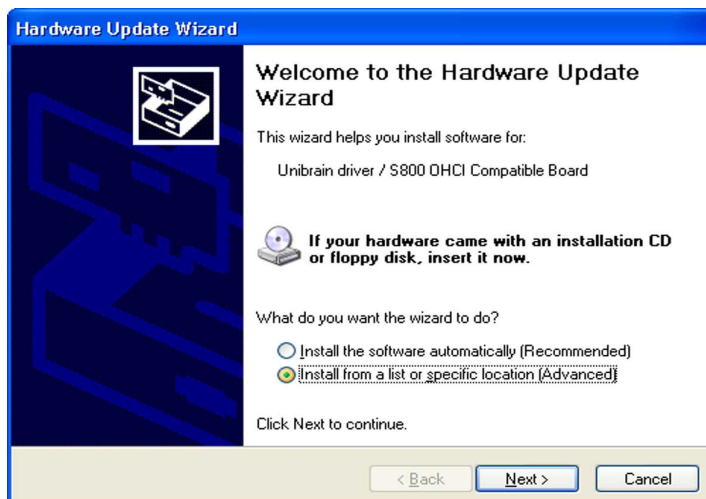 Hardware Update Wizard
Welcome to the Hardware Update
Wizard
This wizard helps you install software for:
Unibrain driver / S800 OHCI Compatible Board
If your hardware came with an installation CD
or floppy disk, insert it now.
What do you want the wizard to do?
Install the software automatically (Recommended)
Install from a list or specific location (Advanced)
Click Next to continue.
< Back
Next >
Cancel